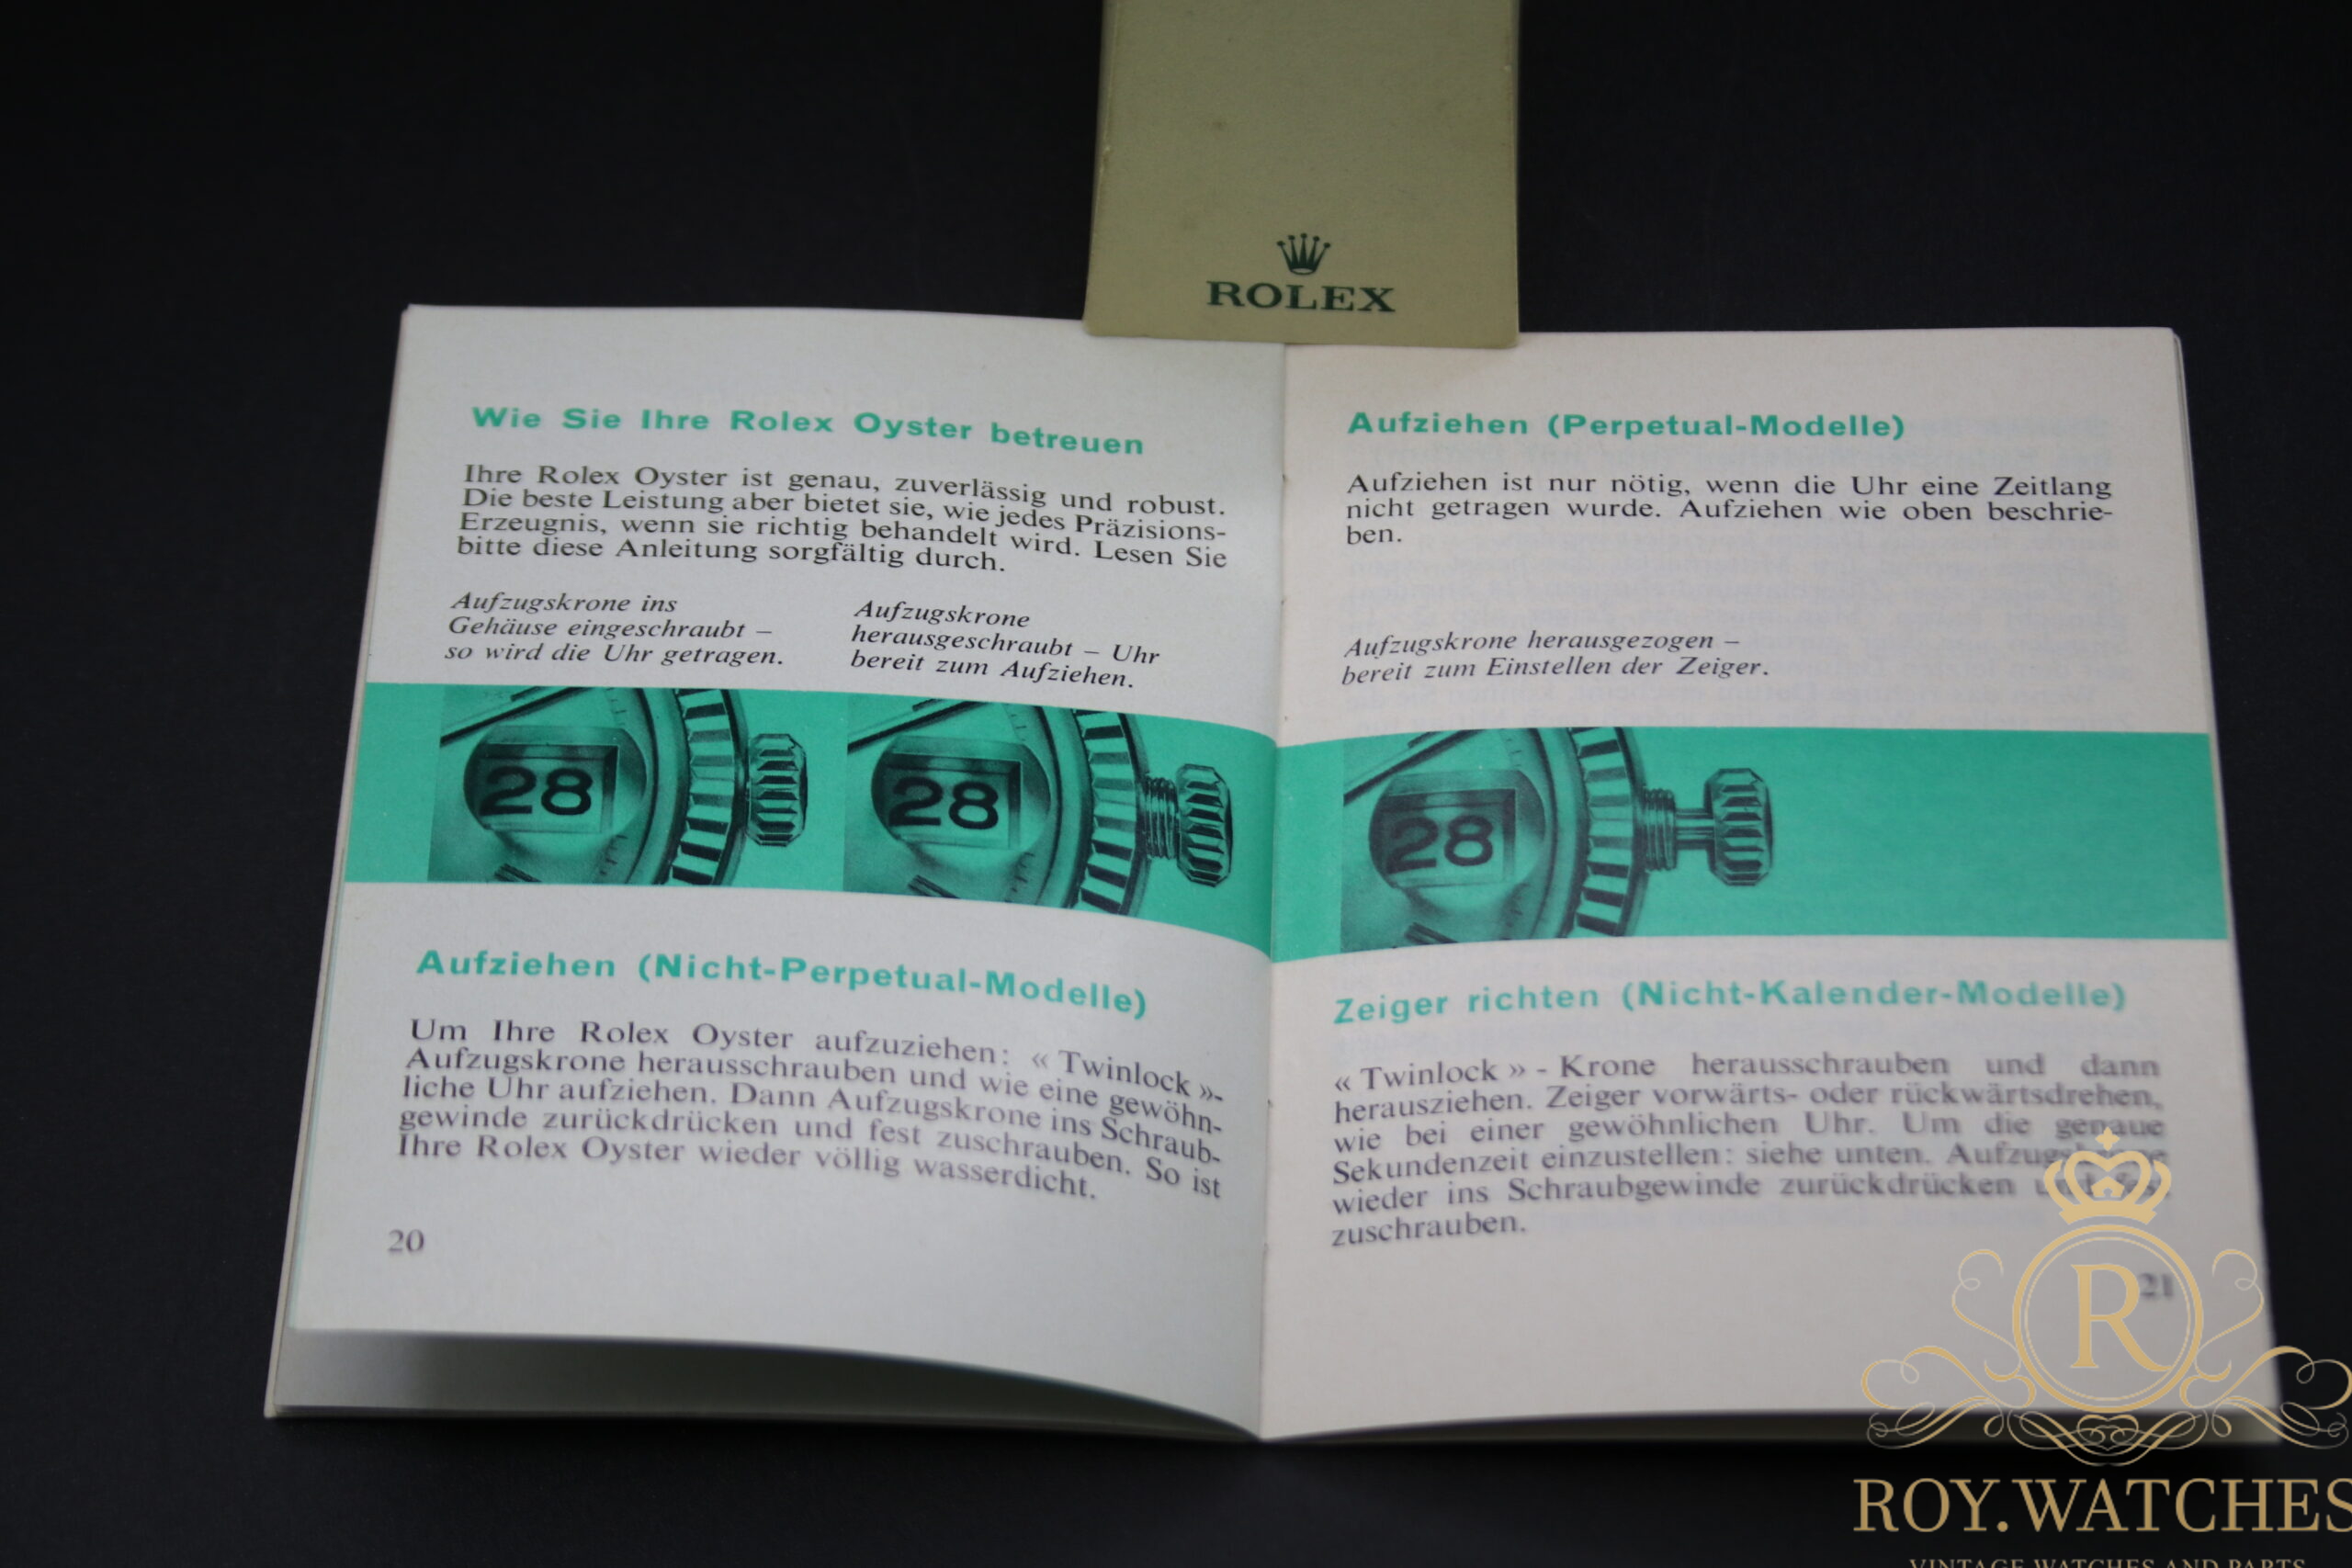 ROLEX
Wie Sie Ihre Rolex Oyster betreuen
Ihre Rolex Oyster ist genau, zuverlässig und robust.
Die beste Leistung aber bietet sie, wie jedes Präzisions-
Erzeugnis, wenn sie richtig behandelt wird. Lesen Sie
bitte diese Anleitung sorgfältig durch.
Aufzugskrone ins
Gehäuse eingeschraubt –
so wird die Uhr getragen.
Aufzugskrone
herausgeschraubt – Uhr
bereit zum Aufziehen.
28
28
Aufziehen (Nicht-Perpetual-Modelle)
Um Ihre Rolex Oyster aufzuziehen: « Twinlock »-
Aufzugskrone herausschrauben und wie eine gewöhn-
liche Uhr aufziehen. Dann Aufzugskrone ins Schraub-
gewinde zurückdrücken und fest zuschrauben. So ist
Ihre Rolex Oyster wieder völlig wasserdicht.
20
Aufziehen (Perpetual-Modelle)
Aufziehen ist nur nötig, wenn die Uhr eine Zeitlang
nicht getragen wurde. Aufziehen wie oben beschrie-
ben.
Aufzugskrone herausgezogen –
bereit zum Einstellen der Zeiger.
28
Zeiger richten (Nicht-Kalender-Modelle)
« Twinlock » - Krone herausschrauben und dann
herausziehen. Zeiger vorwärts- oder rückwärtsdrehen,
wie bei einer gewöhnlichen Uhr. Um die genaue
Sekundenzeit einzustellen: siehe unten. Aufzugskrone
wieder ins Schraubgewinde zurückdrücken
zuschrauben.
21
R
ROY.WATCHES
VINTAGE WATCHES AND PARTS